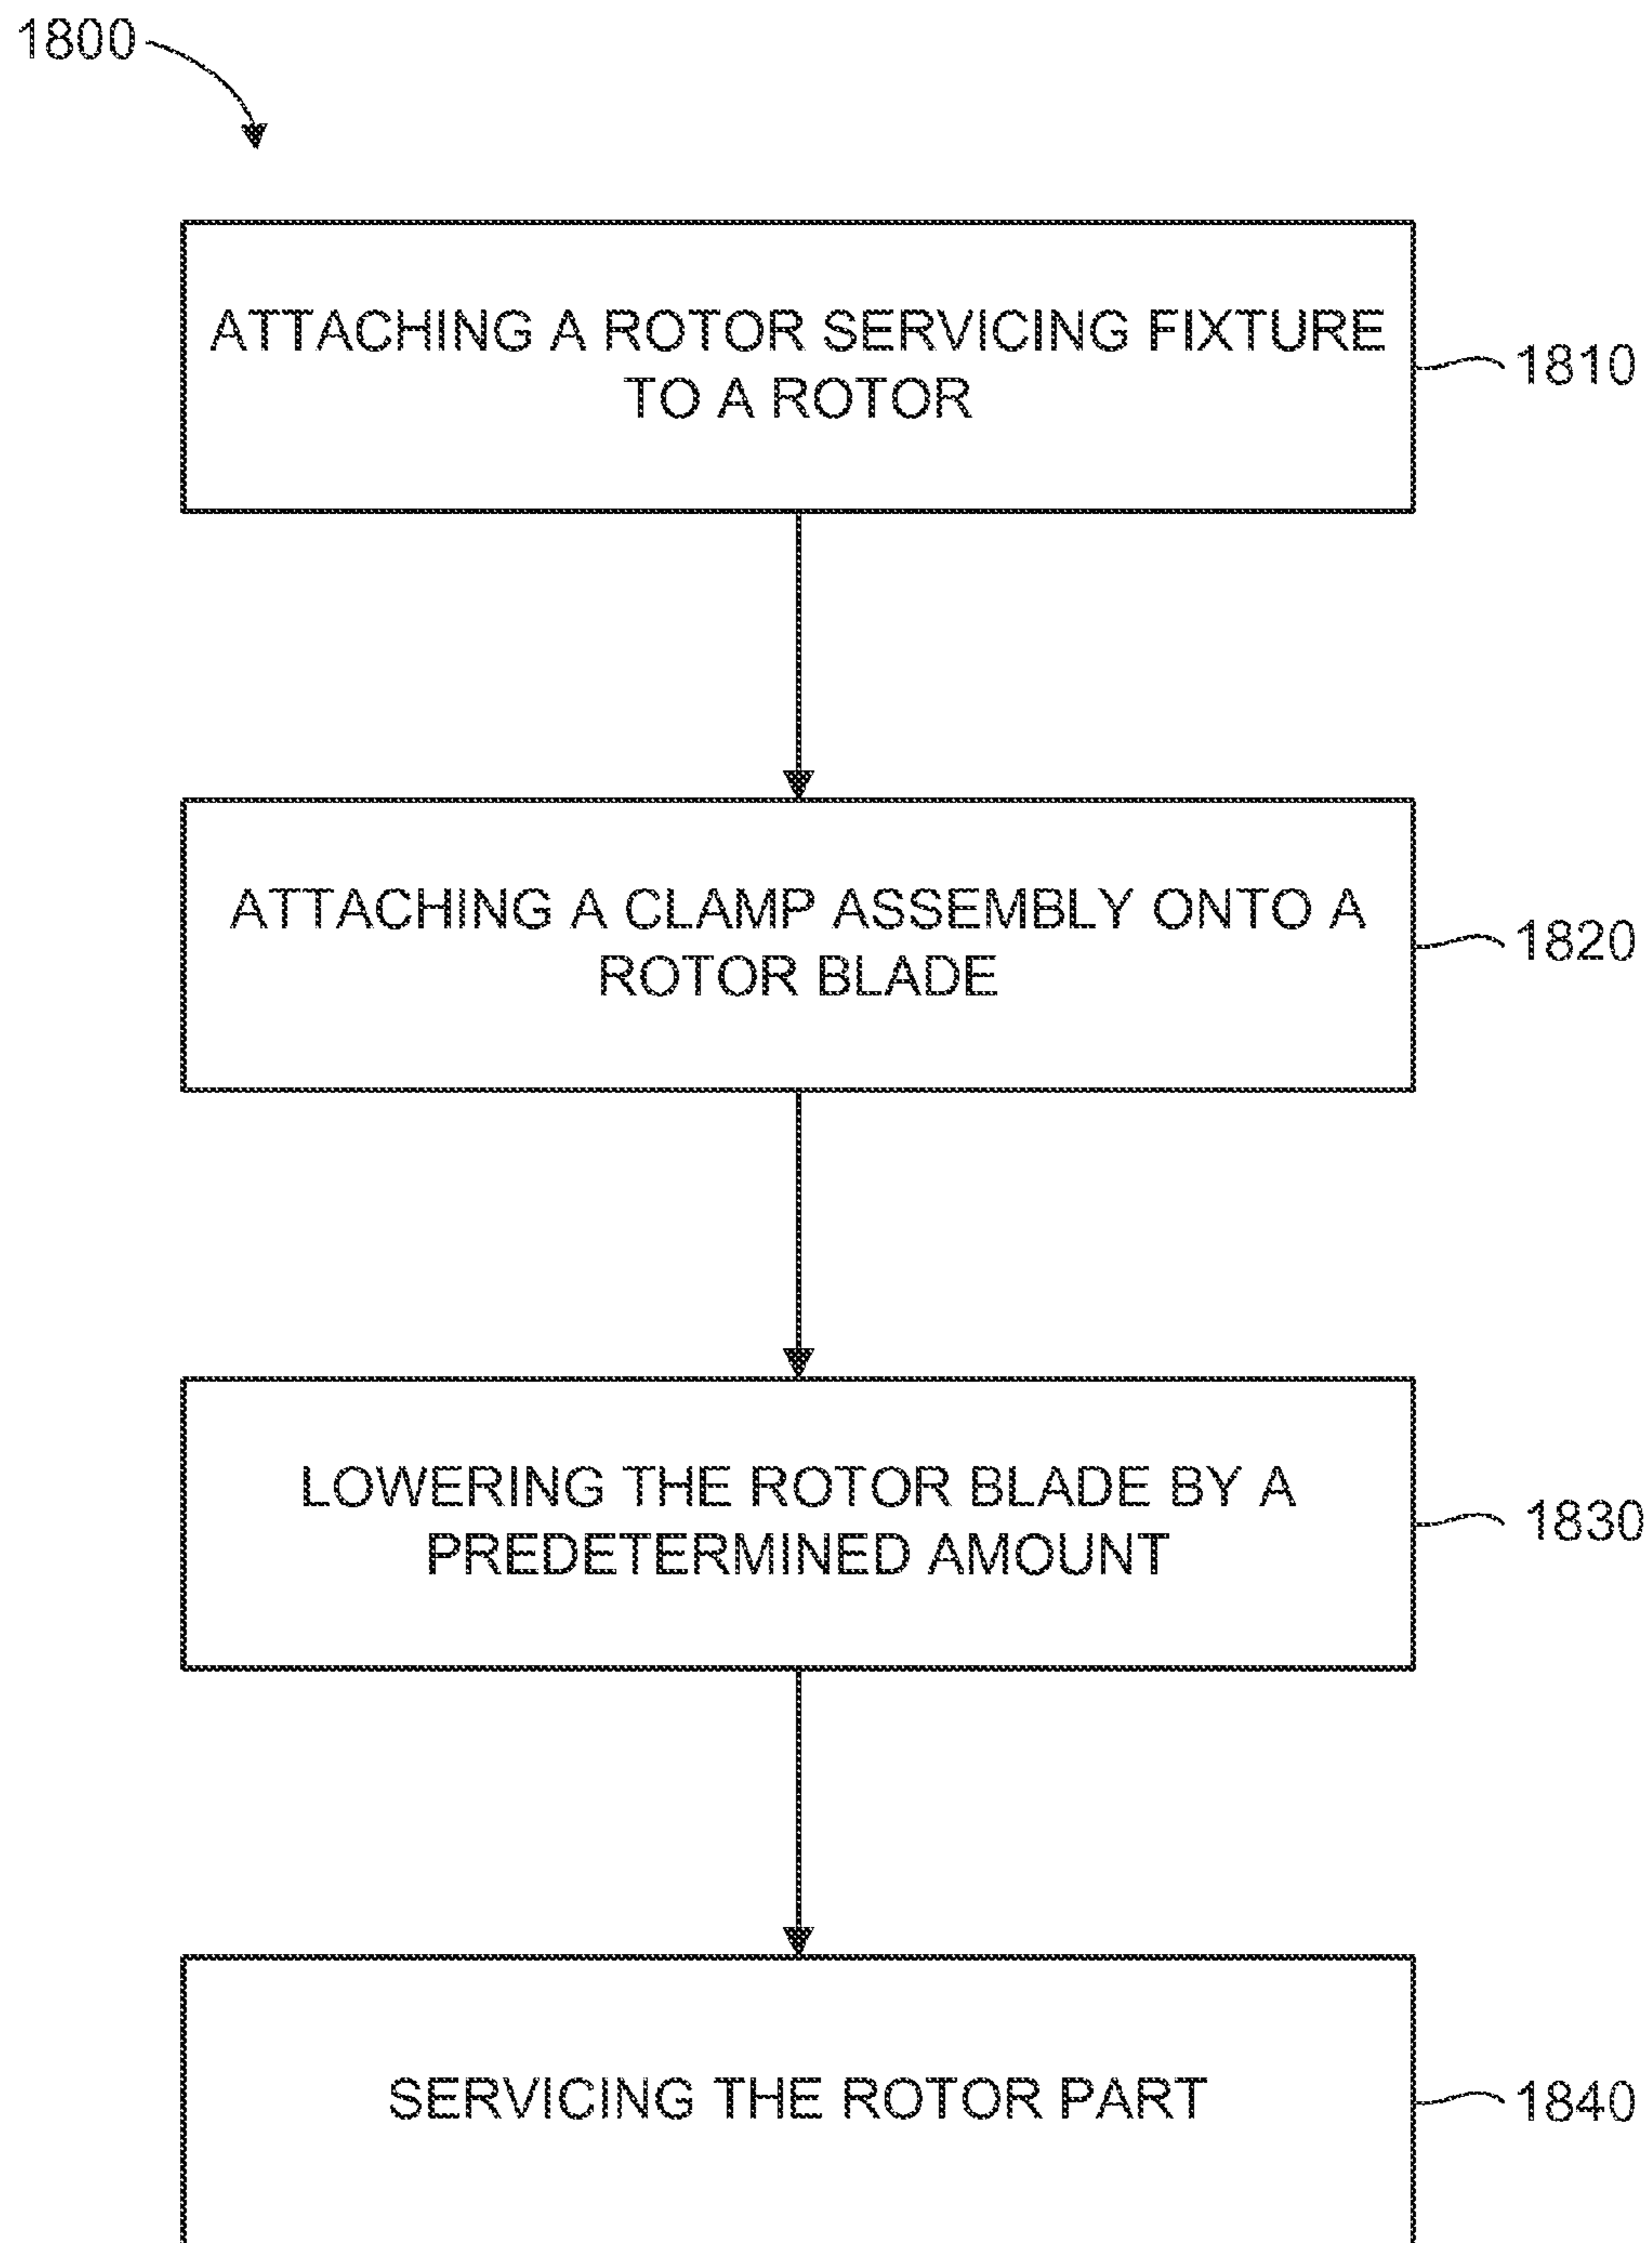 1800
ATTACHING A ROTOR SERVICING FIXTURE
TO A ROTOR
1810
ATTACHING A CLAMP ASSEMBLY ONTO A
ROTOR BLADE
1820
LOWERING THE ROTOR BLADE BY A
PREDETERMINED AMOUNT
1830
SERVICING THE ROTOR PART
1840